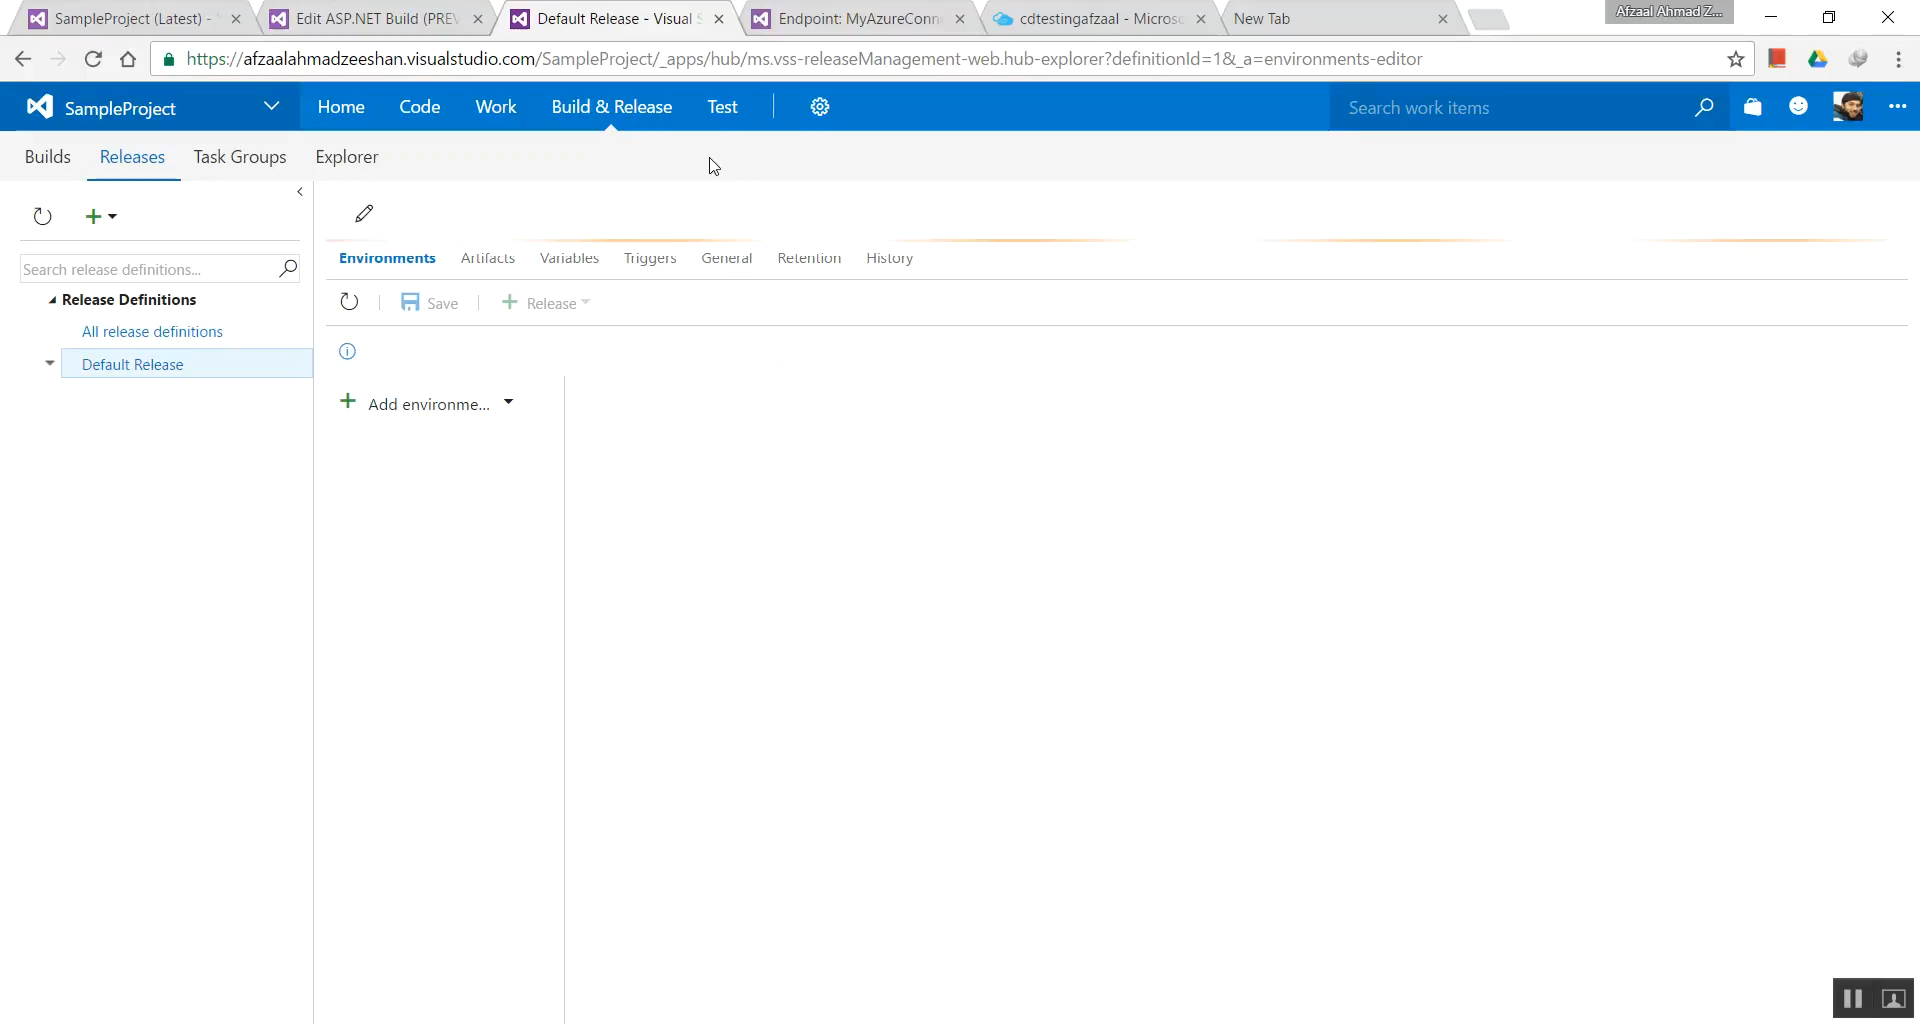 SampleProject (Latest) -
Edit ASP.NET Build (PREV
Default Release - Visual S
Endpoint: MyAzureConn
cdtestingafzaal - Microso
New Tab
Afzaal Ahmad Z...
https://afzaalahmadzeeshan.visualstudio.com/SampleProject/_apps/hub/ms.vss-releaseManagement-web.hub-explorer?definitionId=1&_a=environments-editor
SampleProject
Home
Code
Work
Build & Release
Test
Search work items
Builds
Releases
Task Groups
Explorer
Search release definitions...
Release Definitions
All release definitions
Default Release
Environments
Artifacts
Variables
Triggers
General
Retention
History
Save
Release
Add environme...